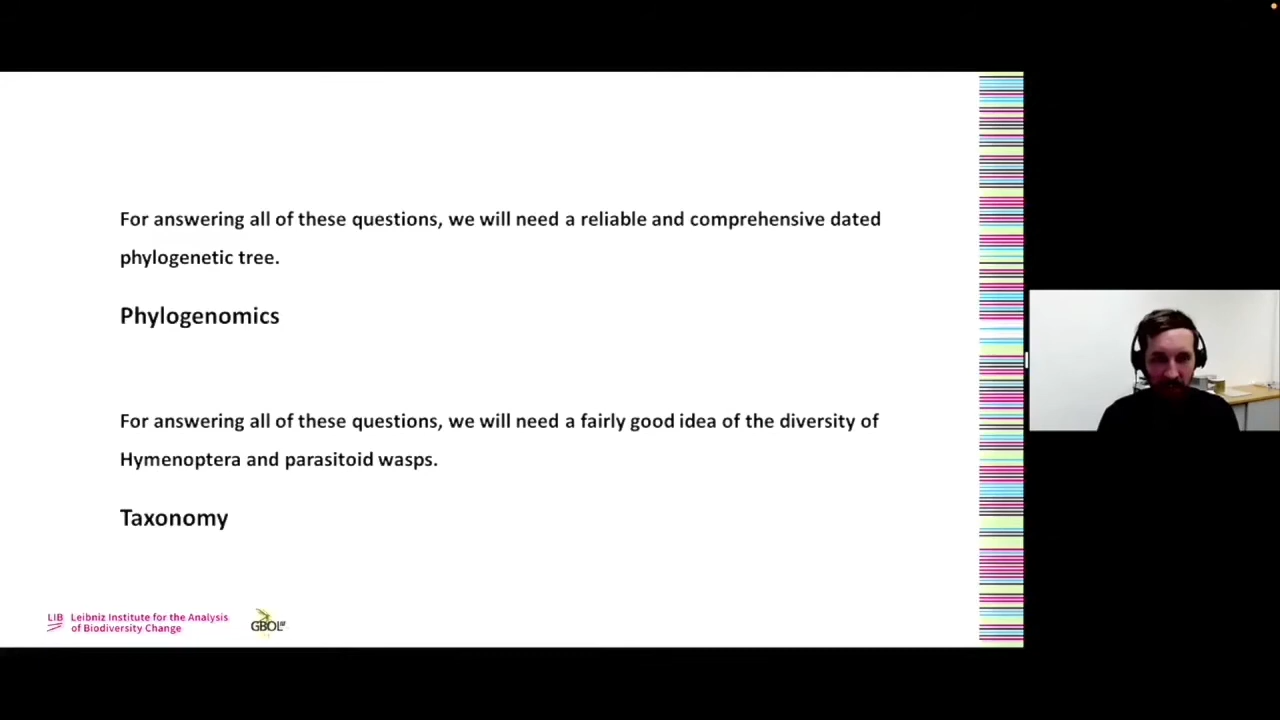 For answering all of these questions, we will need a reliable and comprehensive dated
phylogenetic tree.
Phylogenomics
For answering all of these questions, we will need a fairly good idea of the diversity of
Hymenoptera and parasitoid wasps.
Taxonomy
LIB Leibniz Institute for the Analysis
of Biodiversity Change
GBOL